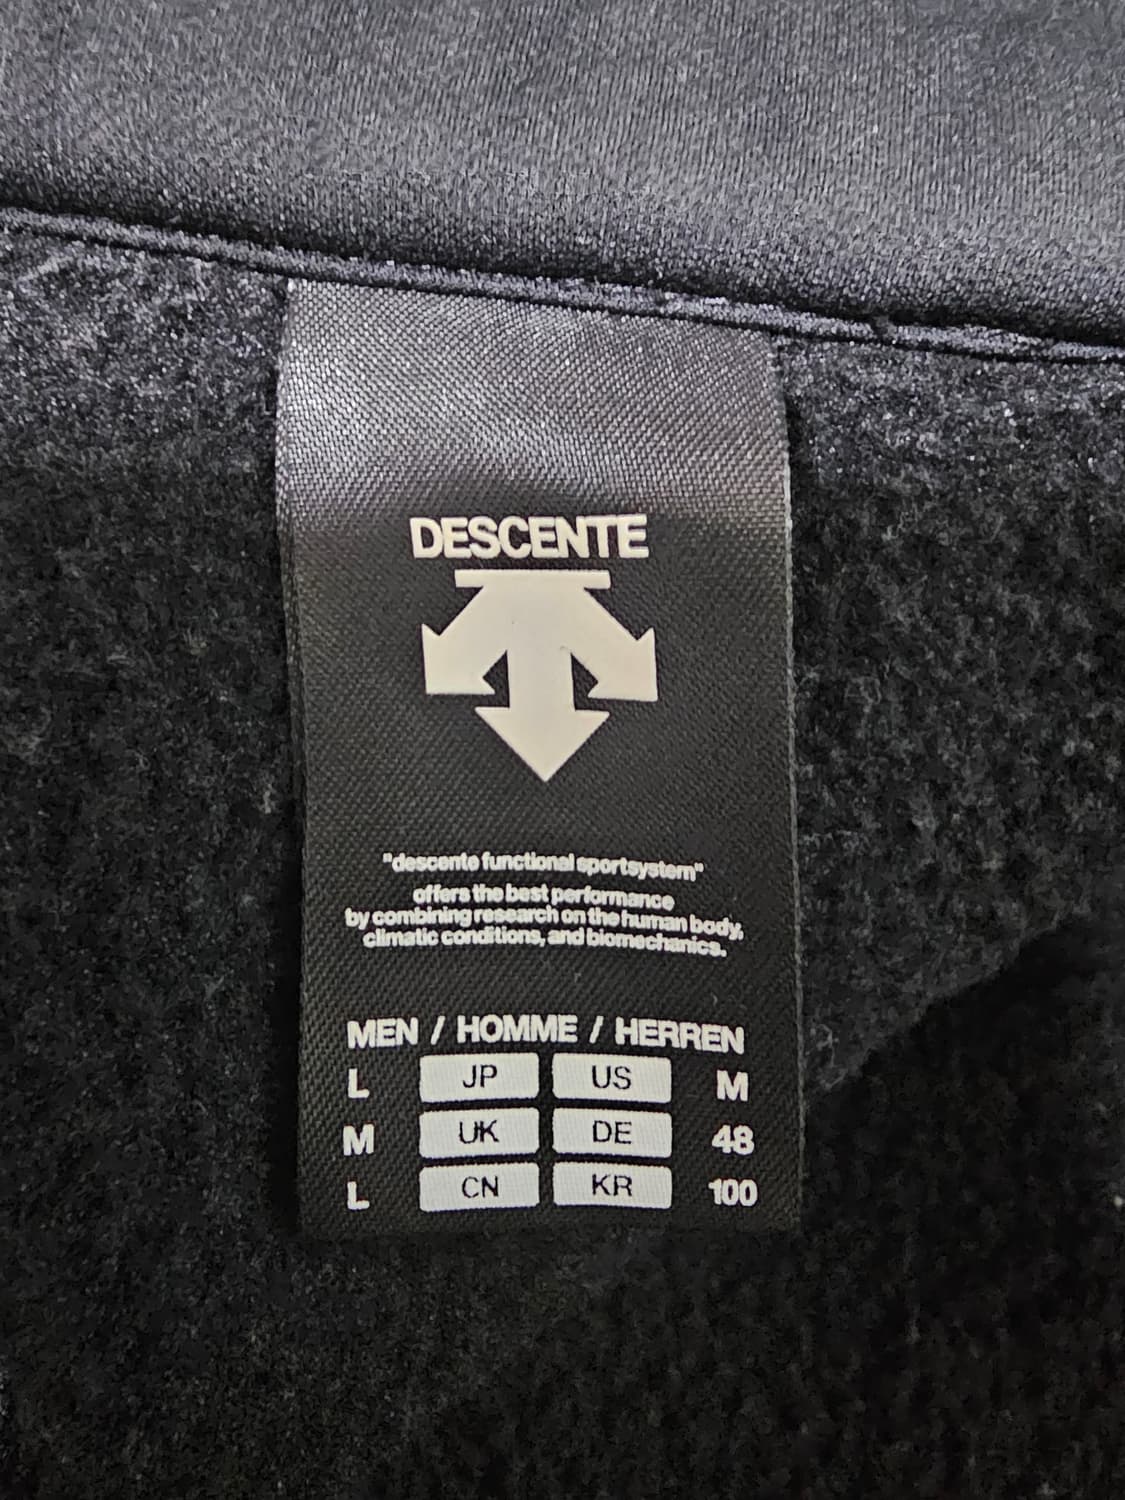 DESCENTE
"descente functional sportsystem"
offers the best performance
by combining research on the human body,
climatic conditions, and biomechanics.
MEN / HOMME / HERREN
L JP US M
M UK DE 48
L CN KR 100